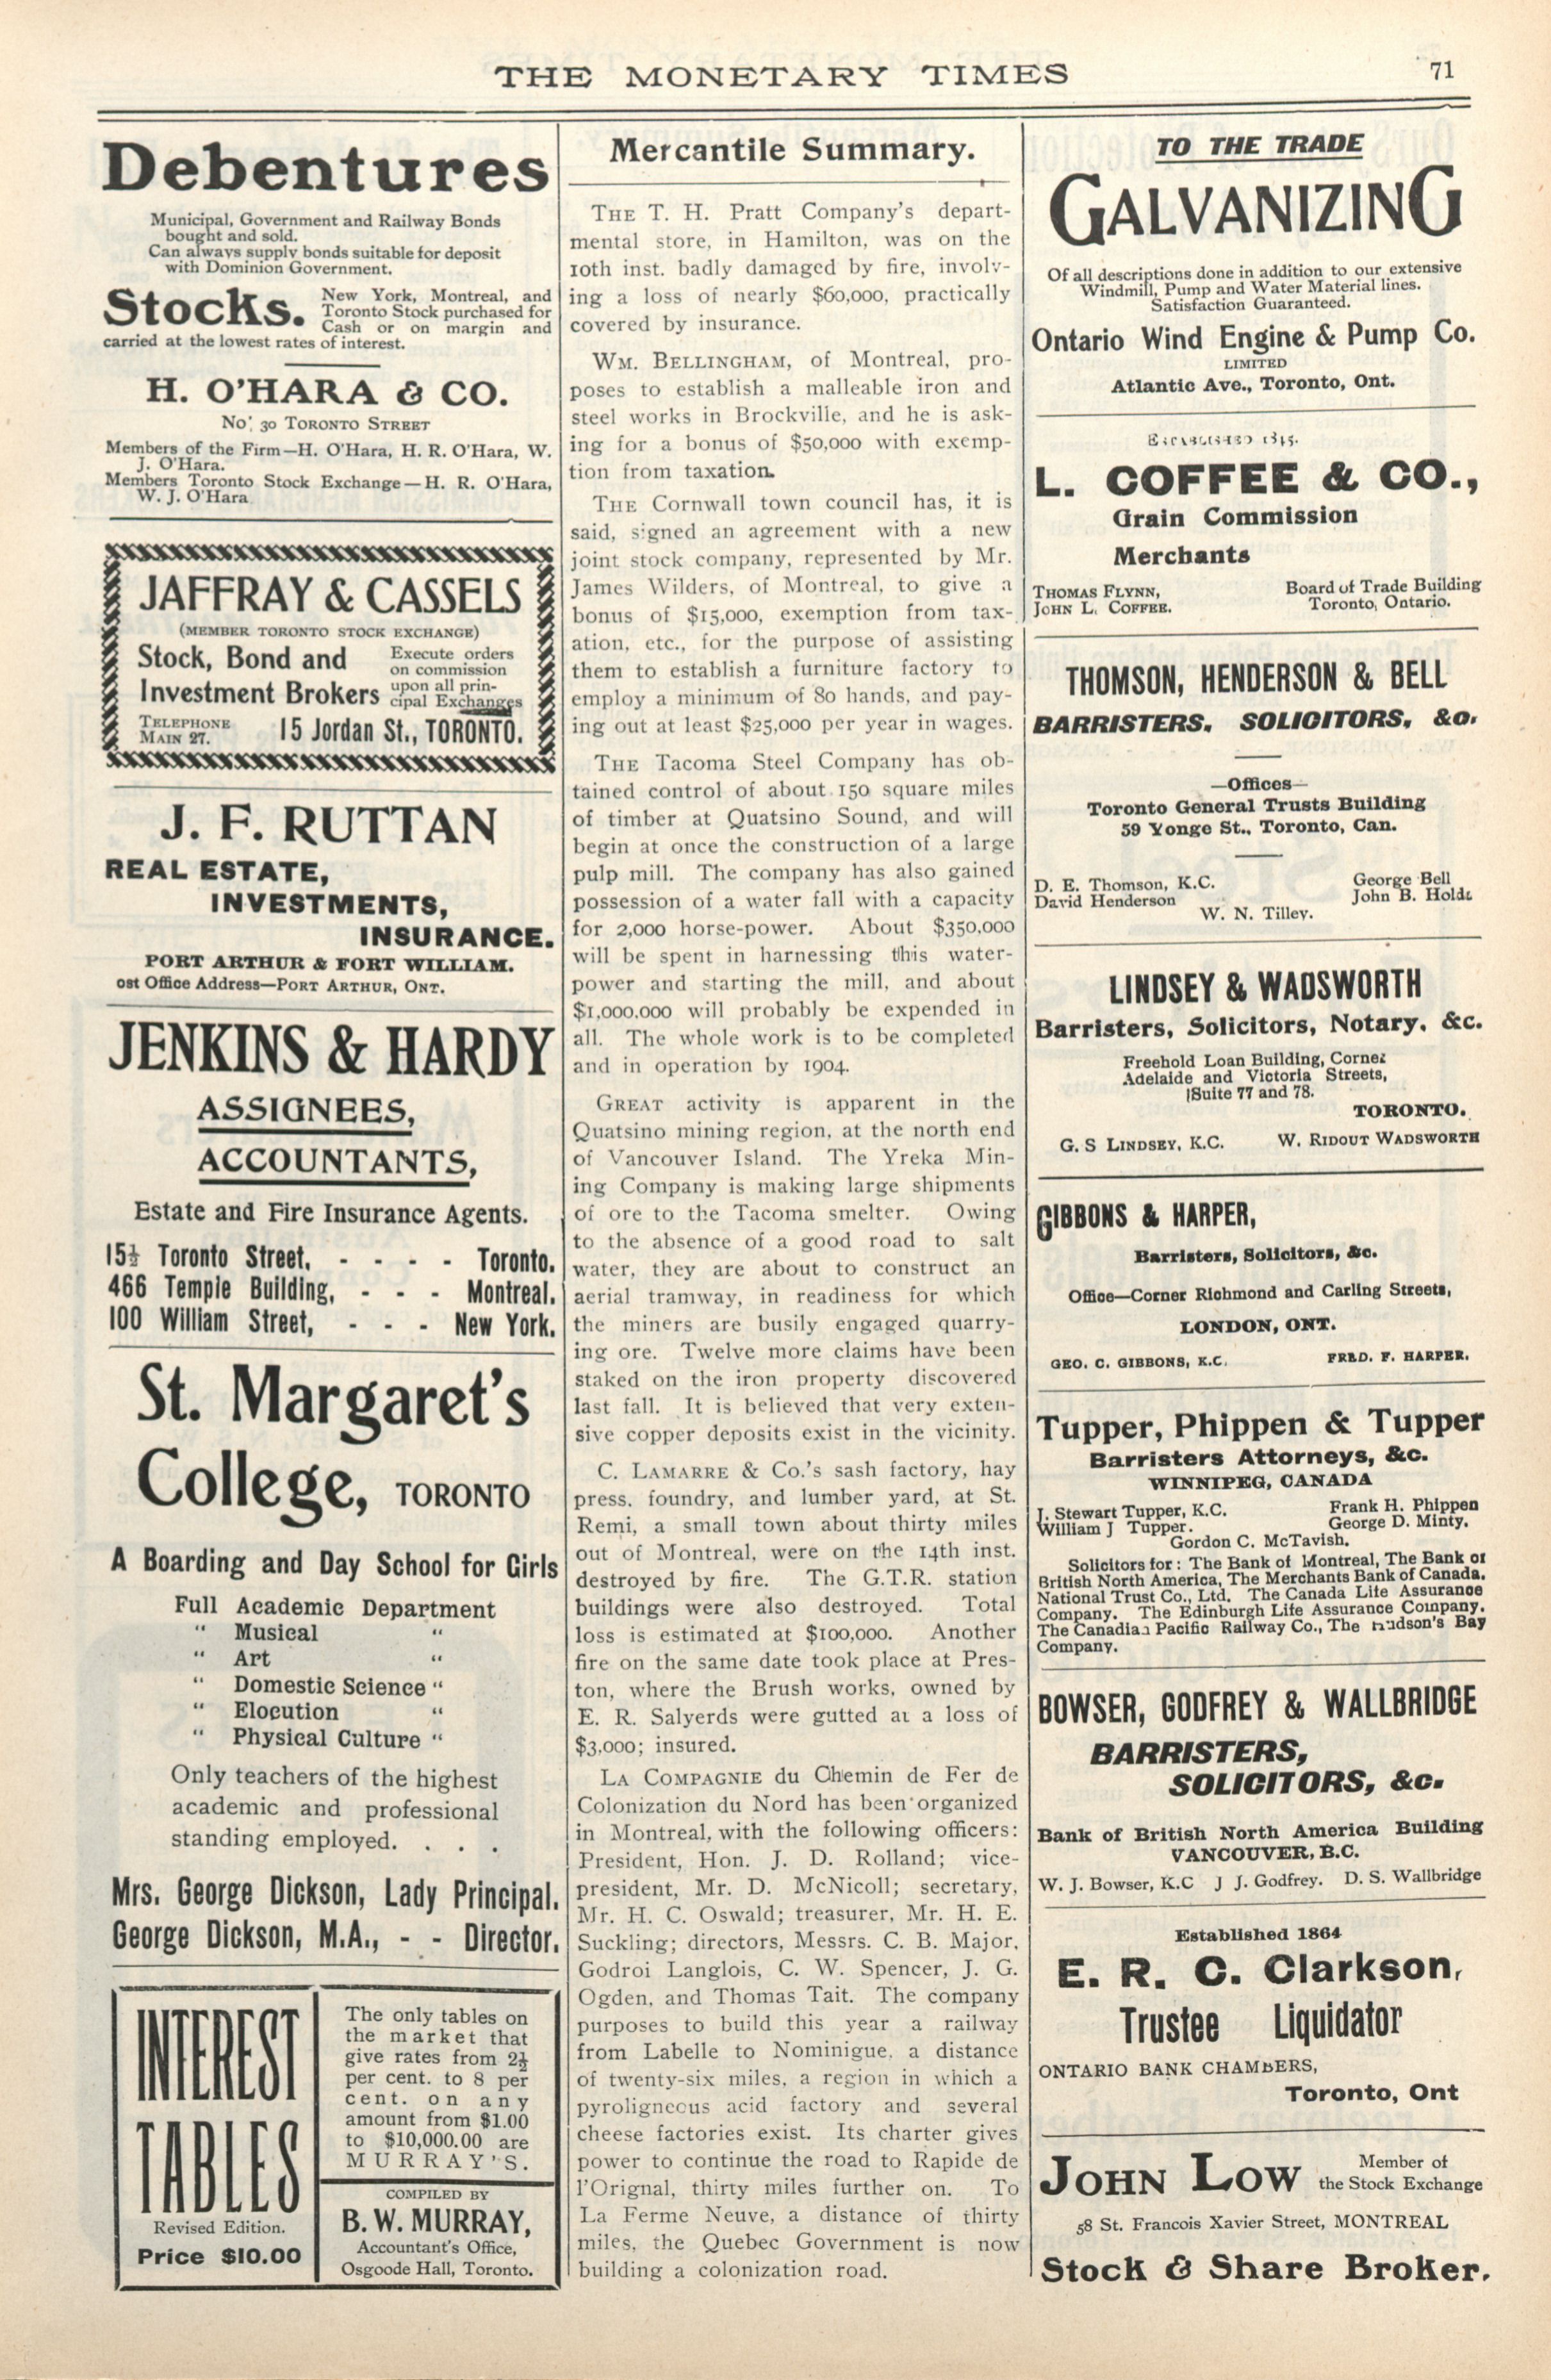 THE MONETARY TIMES
71
Debentures
Municipal, Government and Railway Bonds
bought and sold.
Can always supply bonds suitable for deposit
with Dominion Government.
Stocks.
New York, Montreal, and
Toronto Stock purchased for
Cash or on margin and
carried at the lowest rates of interest.
H. O'HARA & CO.
No. 30 TORONTO STREET
Members of the Firm—H. O'Hara, H. R. O'Hara, W.
J. O'Hara.
Members Toronto Stock Exchange—H. R. O'Hara,
W. J. O'Hara
JAFFRAY & CASSELS
(MEMBER TORONTO STOCK EXCHANGE)
Stock, Bond and
Investment Brokers
Execute orders
on commission
upon all prin-
cipal Exchanges
TELEPHONE
MAIN 27.
15 Jordan St., TORONTO.
J. F. RUTTAN
REAL ESTATE,
INVESTMENTS,
INSURANCE.
PORT ARTHUR & FORT WILLIAM.
ost Office Address—PORT ARTHUR, ONT.
JENKINS & HARDY
ASSIGNEES,
ACCOUNTANTS,
Estate and Fire Insurance Agents.
15½ Toronto Street, - - - - Toronto.
466 Temple Building, - - - Montreal.
100 William Street, - - - New York.
St. Margaret's
College, TORONTO
A Boarding and Day School for Girls
Full Academic Department
" Musical "
" Art "
" Domestic Science "
" Elocution "
" Physical Culture "
Only teachers of the highest
academic and professional
standing employed. . . .
Mrs. George Dickson, Lady Principal.
George Dickson, M.A., - - Director.
INTEREST
TABLES
Revised Edition.
Price $10.00
The only tables on
the market that
give rates from 2½
per cent. to 8 per
cent. on any
amount from $1.00
to $10,000.00 are
MURRAY'S.
COMPILED BY
B. W. MURRAY,
Accountant's Office,
Osgoode Hall, Toronto.
Mercantile Summary.
THE T. H. Pratt Company's depart-
mental store, in Hamilton, was on the
10th inst. badly damaged by fire, involv-
ing a loss of nearly $60,000, practically
covered by insurance.
WM. BELLINGHAM, of Montreal, pro-
poses to establish a malleable iron and
steel works in Brockville, and he is ask-
ing for a bonus of $50,000 with exemp-
tion from taxation.
THE Cornwall town council has, it is
said, signed an agreement with a new
joint stock company, represented by Mr.
James Wilders, of Montreal, to give a
bonus of $15,000, exemption from tax-
ation, etc., for the purpose of assisting
them to establish a furniture factory to
employ a minimum of 80 hands, and pay-
ing out at least $25,000 per year in wages.
THE Tacoma Steel Company has ob-
tained control of about 150 square miles
of timber at Quatsino Sound, and will
begin at once the construction of a large
pulp mill. The company has also gained
possession of a water fall with a capacity
for 2,000 horse-power. About $350,000
will be spent in harnessing this water-
power and starting the mill, and about
$1,000,000 will probably be expended in
all. The whole work is to be completed
and in operation by 1904.
GREAT activity is apparent in the
Quatsino mining region, at the north end
of Vancouver Island. The Yreka Min-
ing Company is making large shipments
of ore to the Tacoma smelter. Owing
to the absence of a good road to salt
water, they are about to construct an
aerial tramway, in readiness for which
the miners are busily engaged quarry-
ing ore. Twelve more claims have been
staked on the iron property discovered
last fall. It is believed that very exten-
sive copper deposits exist in the vicinity.
C. LAMARRE & Co.'s sash factory, hay
press, foundry, and lumber yard, at St.
Remi, a small town about thirty miles
out of Montreal, were on the 14th inst.
destroyed by fire. The G.T.R. station
buildings were also destroyed. Total
loss is estimated at $100,000. Another
fire on the same date took place at Pres-
ton, where the Brush works, owned by
E. R. Salyerds were gutted at a loss of
$3,000; insured.
LA COMPAGNIE du Chemin de Fer de
Colonization du Nord has been organized
in Montreal, with the following officers:
President, Hon. J. D. Rolland; vice-
president, Mr. D. McNicoll; secretary,
Mr. H. C. Oswald; treasurer, Mr. H. E.
Suckling; directors, Messrs. C. B. Major,
Godroi Langlois, C. W. Spencer, J. G.
Ogden, and Thomas Tait. The company
purposes to build this year a railway
from Labelle to Nominigue, a distance
of twenty-six miles, a region in which a
pyroligneous acid factory and several
cheese factories exist. Its charter gives
power to continue the road to Rapide de
l'Orignal, thirty miles further on. To
La Ferme Neuve, a distance of thirty
miles, the Quebec Government is now
building a colonization road.
TO THE TRADE
GALVANIZING
Of all descriptions done in addition to our extensive
Windmill, Pump and Water Material lines.
Satisfaction Guaranteed.
Ontario Wind Engine & Pump Co.
LIMITED
Atlantic Ave., Toronto, Ont.
ESTABLISHED 1845.
L. COFFEE & CO.,
Grain Commission
Merchants
THOMAS FLYNN,
JOHN L. COFFEE.
Board of Trade Building
Toronto, Ontario.
THOMSON, HENDERSON & BELL
BARRISTERS, SOLICITORS, &c.
—Offices—
Toronto General Trusts Building
59 Yonge St., Toronto, Can.
D. E. Thomson, K.C.
David Henderson
George Bell
John B. Holds
W. N. Tilley.
LINDSEY & WADSWORTH
Barristers, Solicitors, Notary, &c.
Freehold Loan Building, Corner
Adelaide and Victoria Streets,
Suite 77 and 78.
TORONTO.
G. S LINDSEY, K.C. W. RIDOUT WADSWORTH
GIBBONS & HARPER,
Barristers, Solicitors, &c.
Office—Corner Richmond and Carling Streets,
LONDON, ONT.
GEO. C. GIBBONS, K.C. FRED. F. HARPER.
Tupper, Phippen & Tupper
Barristers Attorneys, &c.
WINNIPEG, CANADA
J. Stewart Tupper, K.C. Frank H. Phippen
William J Tupper. George D. Minty.
Gordon C. McTavish.
Solicitors for: The Bank of Montreal, The Bank of
British North America, The Merchants Bank of Canada.
National Trust Co., Ltd. The Canada Life Assurance
Company. The Edinburgh Life Assurance Company.
The Canadian Pacific Railway Co., The Hudson's Bay
Company.
BOWSER, GODFREY & WALLBRIDGE
BARRISTERS,
SOLICITORS, &c.
Bank of British North America Building
VANCOUVER, B.C.
W. J. Bowser, K.C J J. Godfrey. D. S. Wallbridge
Established 1864
E. R. C. Clarkson,
Trustee Liquidator
ONTARIO BANK CHAMBERS,
Toronto, Ont
JOHN LOW
Member of
the Stock Exchange
58 St. Francois Xavier Street, MONTREAL
Stock & Share Broker.